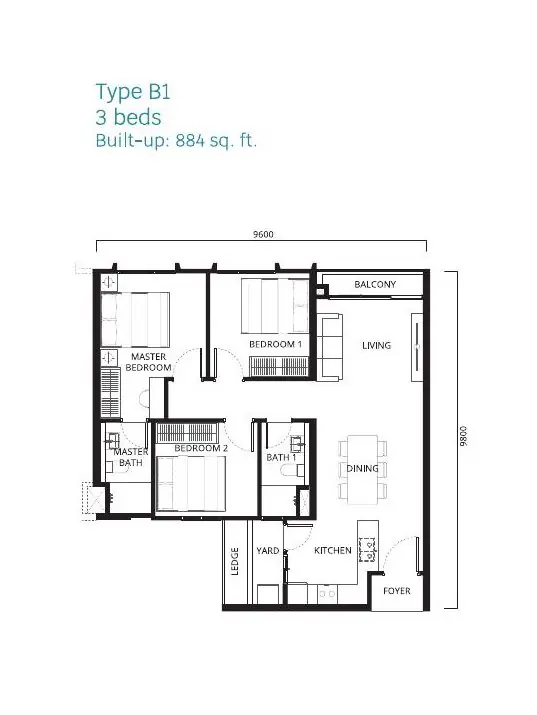 Type B1
3 beds
Built-up: 884 sq. ft.
9600
BALCONY
BEDROOM 1
LIVING
MASTER
BEDROOM
9800
BEDROOM 2
MASTER
BATH
BATH 1
DINING
LEDGE
YARD
KITCHEN
FOYER